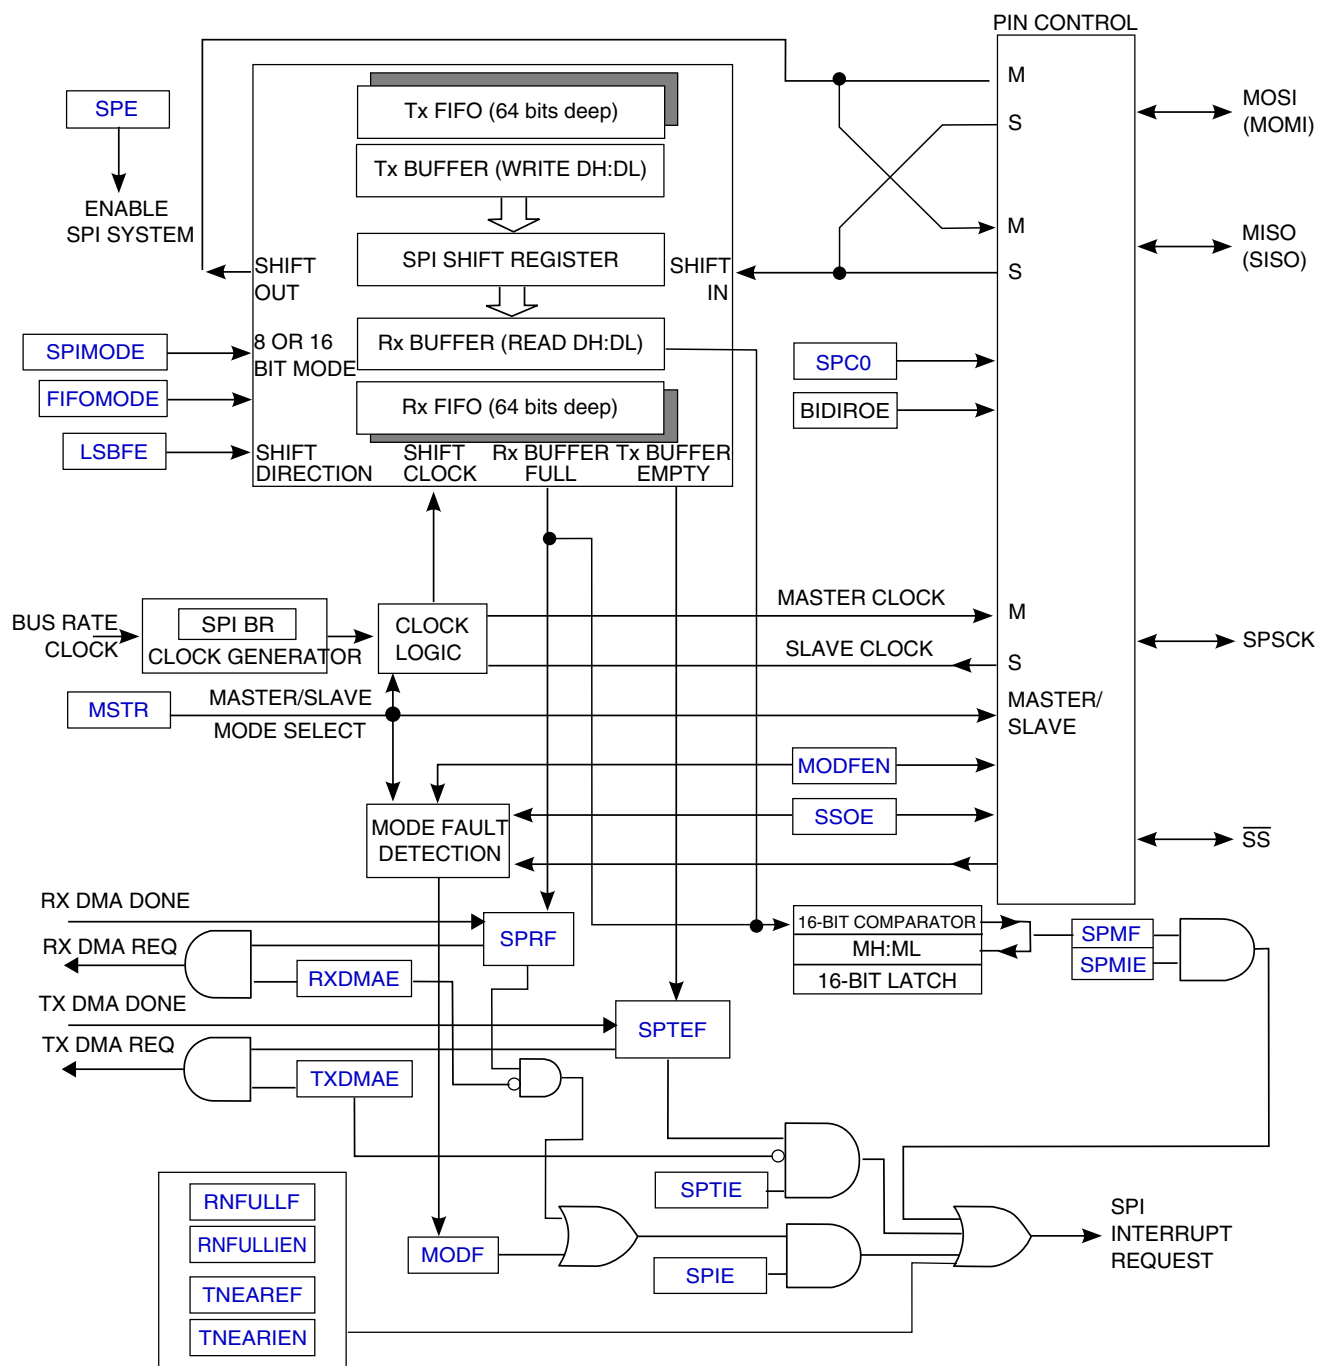 PIN CONTROL
M
S
M
S
MOSI
(MOMI)
MISO
(SISO)
SPE
ENABLE
SPI SYSTEM
Tx FIFO (64 bits deep)
Tx BUFFER (WRITE DH:DL)
SPI SHIFT REGISTER
SHIFT
OUT
SHIFT
IN
Rx BUFFER (READ DH:DL)
8 OR 16
BIT MODE
Rx FIFO (64 bits deep)
SPIMODE
FIFOMODE
LSBFE
SHIFT
DIRECTION
SHIFT
CLOCK
Rx BUFFER
FULL
Tx BUFFER
EMPTY
SPC0
BIDIROE
BUS RATE
CLOCK
SPI BR
CLOCK GENERATOR
CLOCK
LOGIC
MASTER CLOCK
M
SLAVE CLOCK
S
SPSCK
MSTR
MASTER/SLAVE
MODE SELECT
MASTER/
SLAVE
MODFEN
SSOE
MODE FAULT
DETECTION
SS
RX DMA DONE
RX DMA REQ
SPRF
RXDMAE
16-BIT COMPARATOR
MH:ML
16-BIT LATCH
SPMF
SPMIE
TX DMA DONE
TX DMA REQ
SPTEF
TXDMAE
SPTIE
RNFULLF
RNFULLIEN
TNEAREF
TNEARIEN
MODF
SPIE
SPI
INTERRUPT
REQUEST